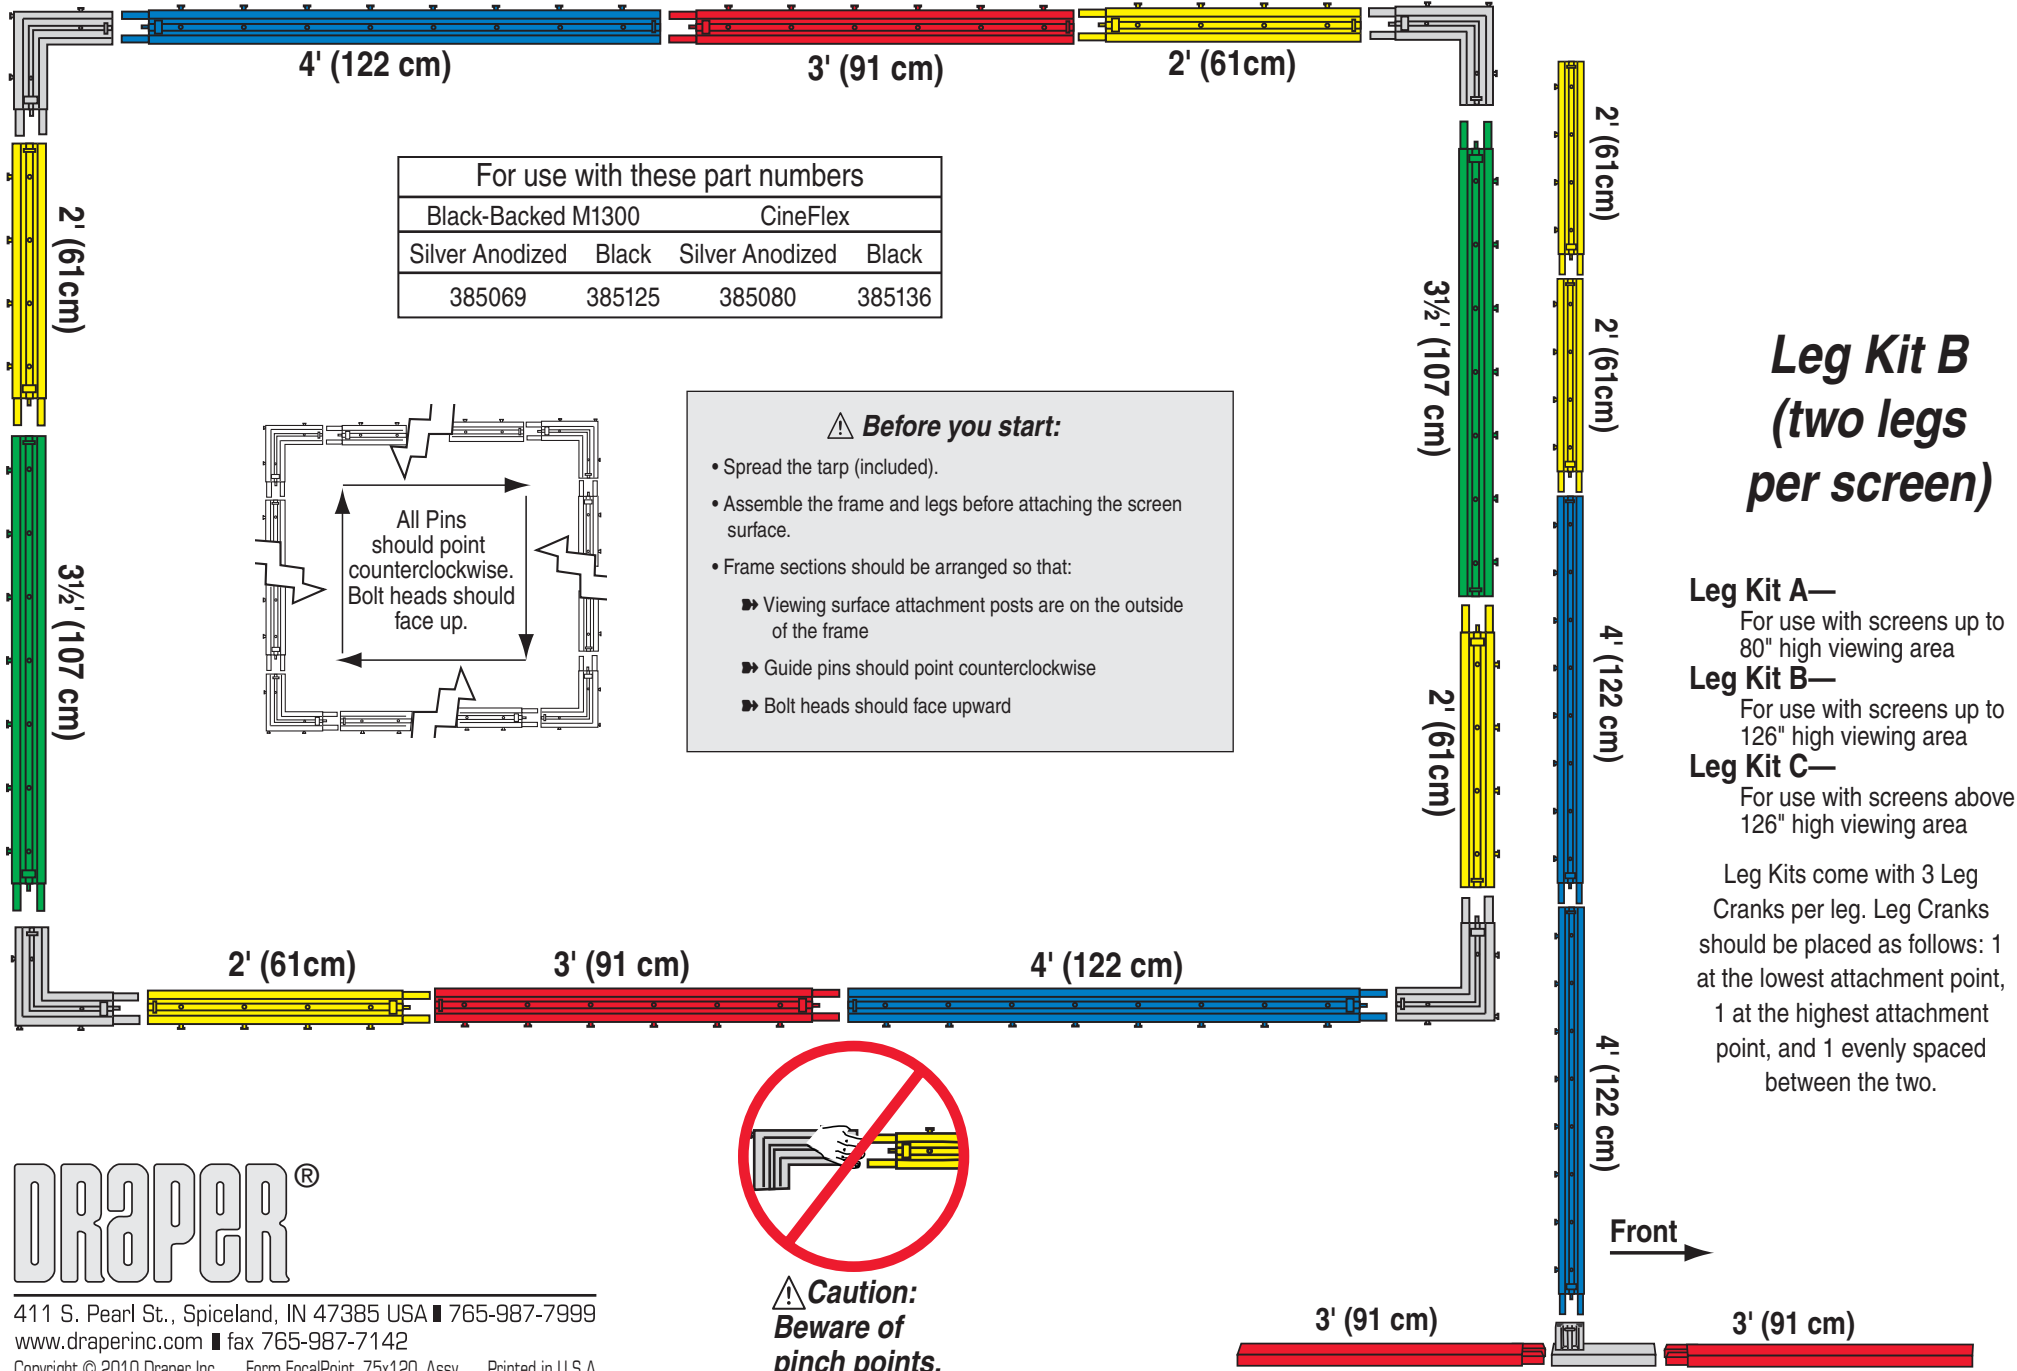 4' (122 cm)
3' (91 cm)
2' (61cm)
2' (61cm)
3½' (107 cm)
For use with these part numbers
Black-Backed M1300 CineFlex
Silver Anodized Black Silver Anodized Black
385069 385125 385080 385136
All Pins
should point
counterclockwise.
Bolt heads should
face up.
⚠ Before you start:
• Spread the tarp (included).
• Assemble the frame and legs before attaching the screen
surface.
• Frame sections should be arranged so that:
➽ Viewing surface attachment posts are on the outside
of the frame
➽ Guide pins should point counterclockwise
➽ Bolt heads should face upward
3½' (107 cm)
2' (61cm)
2' (61cm)
3' (91 cm)
4' (122 cm)
2' (61cm)
2' (61cm)
4' (122 cm)
4' (122 cm)
Leg Kit B
(two legs
per screen)
Leg Kit A—
For use with screens up to
80" high viewing area
Leg Kit B—
For use with screens up to
126" high viewing area
Leg Kit C—
For use with screens above
126" high viewing area
Leg Kits come with 3 Leg
Cranks per leg. Leg Cranks
should be placed as follows: 1
at the lowest attachment point,
1 at the highest attachment
point, and 1 evenly spaced
between the two.
Front
3' (91 cm)
3' (91 cm)
⚠ Caution:
Beware of
pinch points.
DRAPER®
411 S. Pearl St., Spiceland, IN 47385 USA ▮ 765-987-7999
www.draperinc.com ▮ fax 765-987-7142
Copyright © 2010 Draper Inc. Form FocalPoint_75x120_Assy Printed in U.S.A.